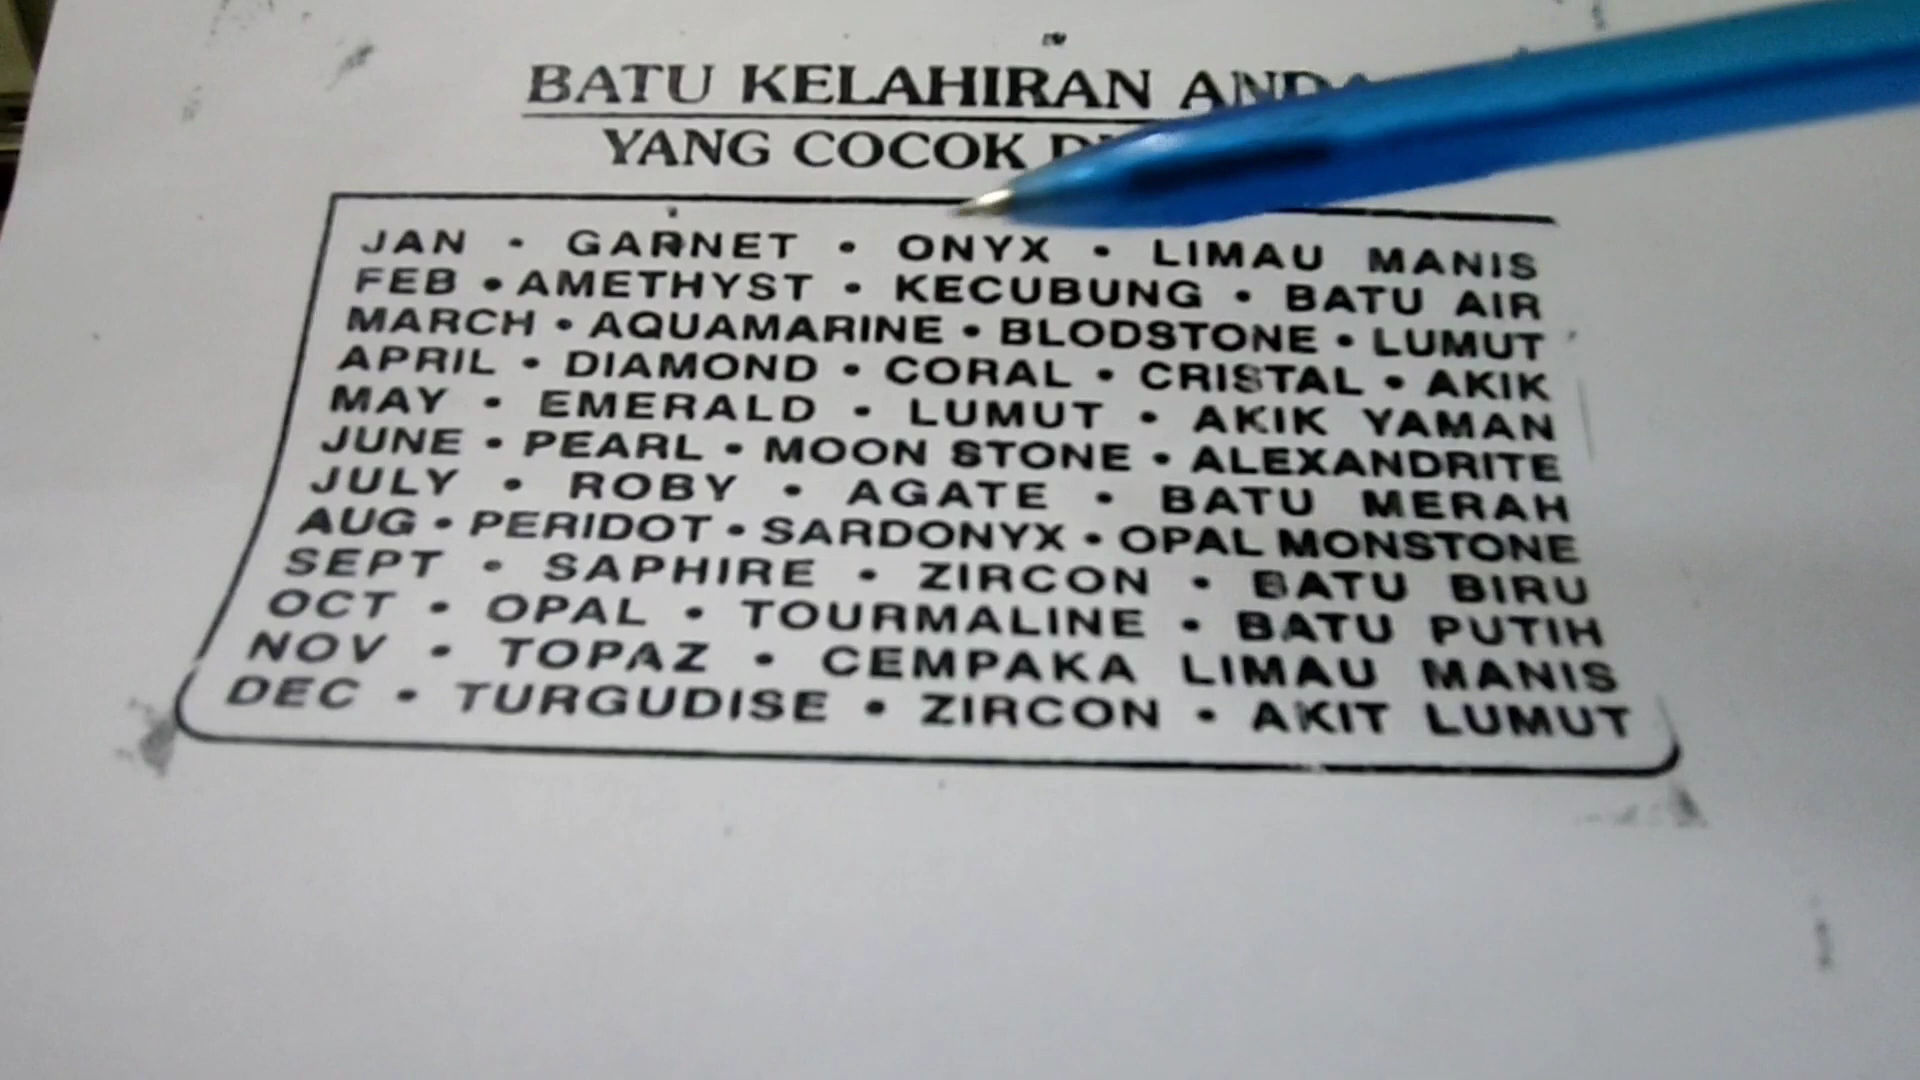 BATU KELAHIRAN
YANG COCOK
JAN • GARNET • ONYX • LIMAU MANIS
FEB • AMETHYST • KECUBUNG • BATU AIR
MARCH • AQUAMARINE • BLODSTONE • LUMUT
APRIL • DIAMOND • CORAL • CRISTAL • AKIK
MAY • EMERALD • LUMUT • AKIK YAMAN
JUNE • PEARL • MOON STONE • ALEXANDRITE
JULY • ROBY • AGATE • BATU MERAH
AUG • PERIDOT • SARDONYX • OPAL MONSTONE
SEPT • SAPHIRE • ZIRCON • BATU BIRU
OCT • OPAL • TOURMALINE • BATU PUTIH
NOV • TOPAZ • CEMPAKA LIMAU MANIS
DEC • TURGUDISE • ZIRCON • AKIT LUMUT